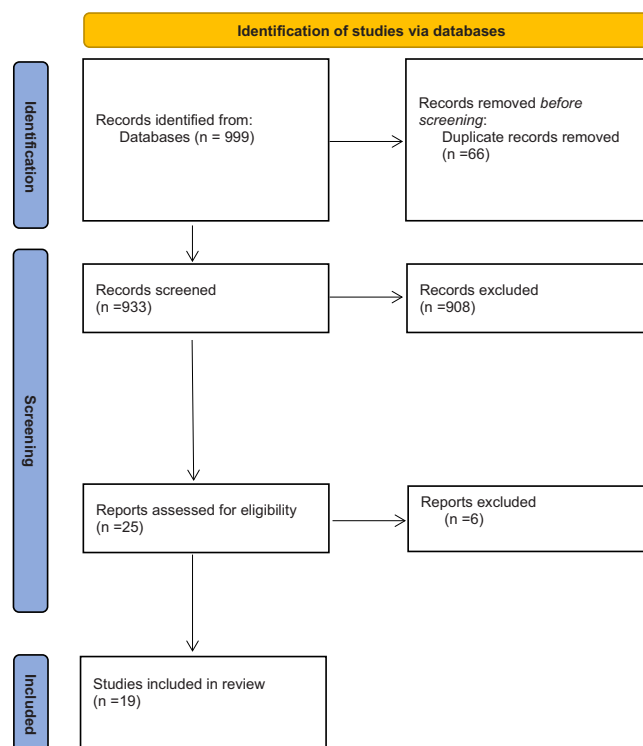 Identification of studies via databases
Identification
Records identified from:
Databases (n = 999)
Records removed before
screening:
Duplicate records removed
(n =66)
Screening
Records screened
(n =933)
Records excluded
(n =908)
Reports assessed for eligibility
(n =25)
Reports excluded
(n =6)
Included
Studies included in review
(n =19)